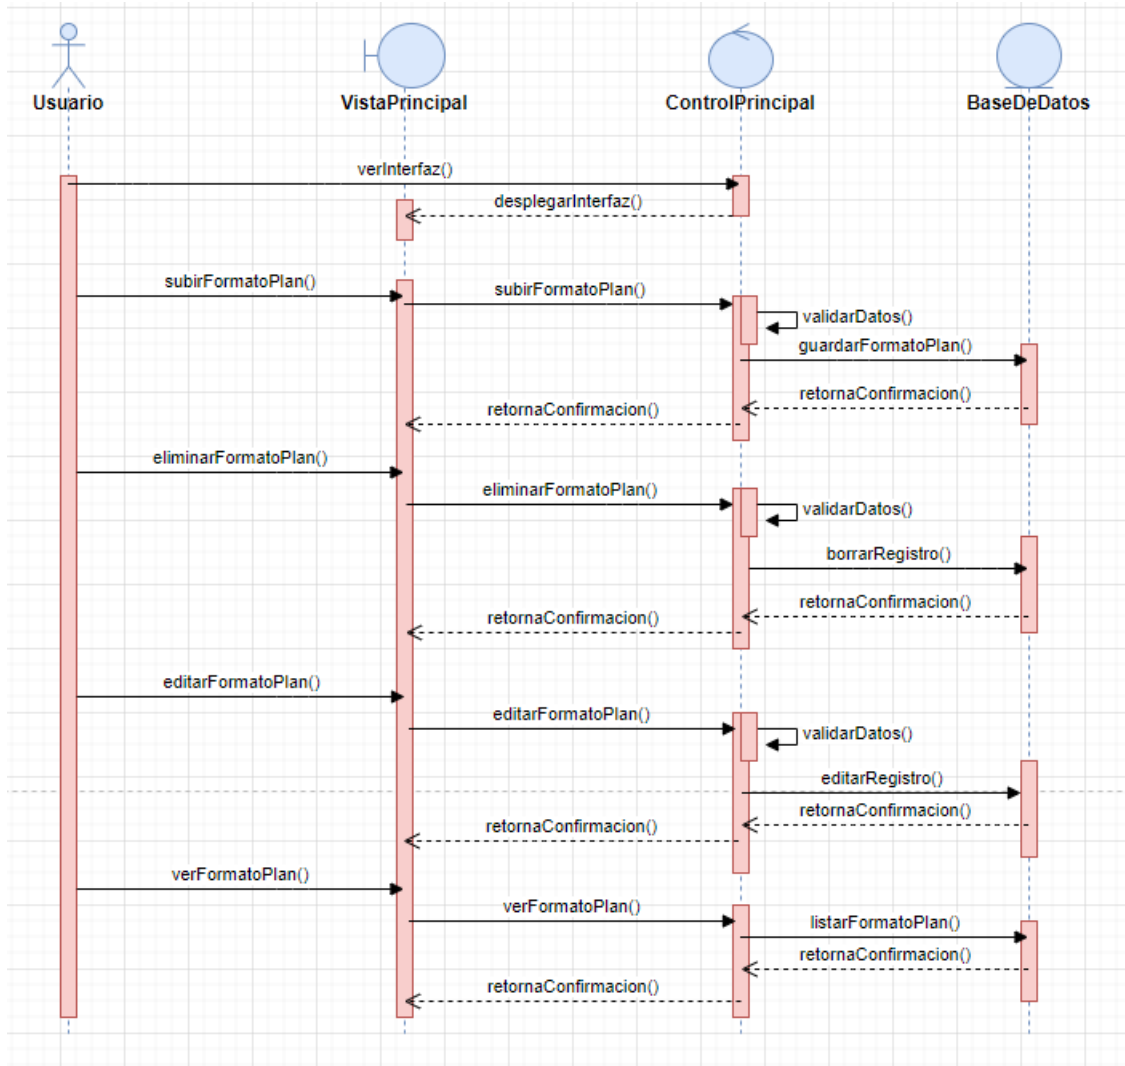 Usuario
VistaPrincipal
ControlPrincipal
BaseDeDatos
verInterfaz()
desplegarInterfaz()
subirFormatoPlan()
subirFormatoPlan()
validarDatos()
guardarFormatoPlan()
retornaConfirmacion()
retornaConfirmacion()
eliminarFormatoPlan()
eliminarFormatoPlan()
validarDatos()
borrarRegistro()
retornaConfirmacion()
retornaConfirmacion()
editarFormatoPlan()
editarFormatoPlan()
validarDatos()
editarRegistro()
retornaConfirmacion()
retornaConfirmacion()
verFormatoPlan()
verFormatoPlan()
listarFormatoPlan()
retornaConfirmacion()
retornaConfirmacion()